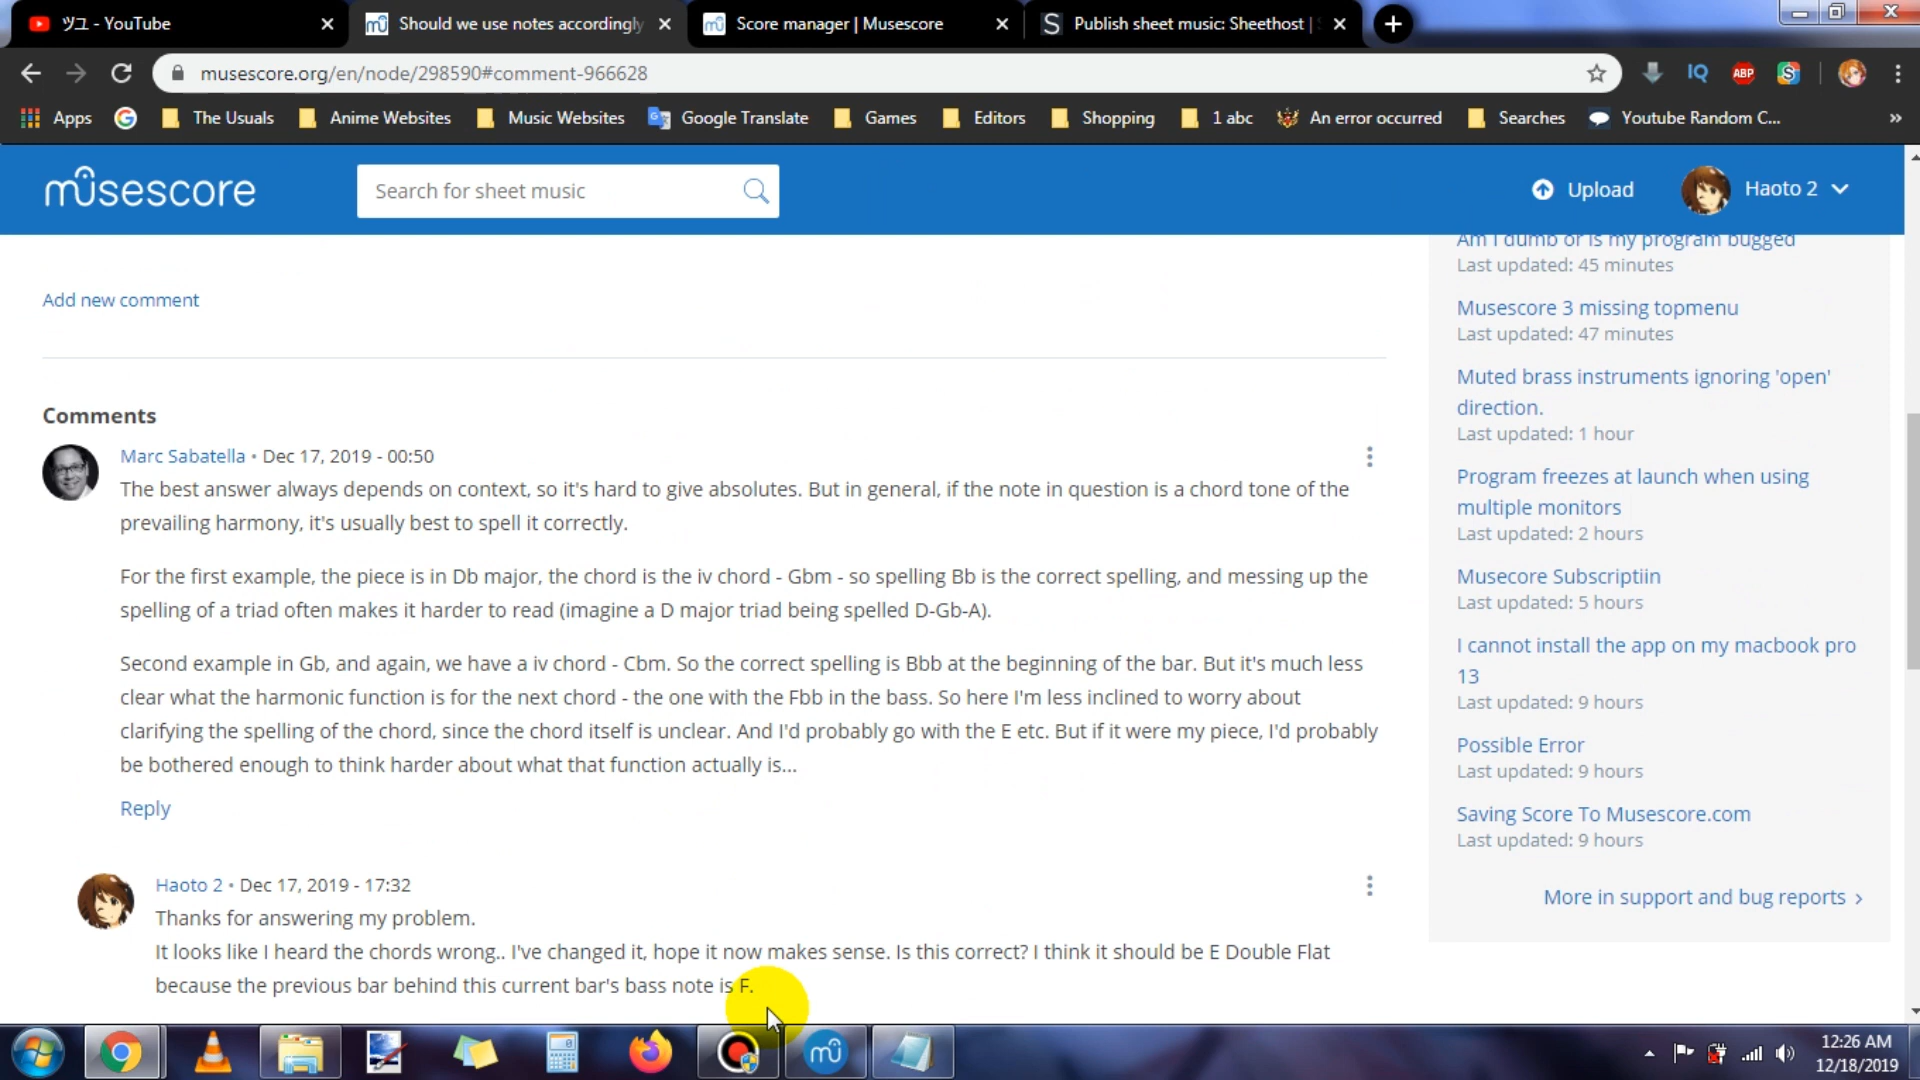 ツユ - YouTube
Should we use notes accordingly
Score manager | Musescore
Publish sheet music: Sheethost |
musescore.org/en/node/298590#comment-966628
IQ
ABP
Apps
The Usuals
Anime Websites
Music Websites
Google Translate
Games
Editors
Shopping
1 abc
An error occurred
Searches
Youtube Random C...
musescore
Search for sheet music
Upload
Haoto 2
Am I dumb or is my program bugged
Last updated: 45 minutes
Add new comment
Musescore 3 missing topmenu
Last updated: 47 minutes
Muted brass instruments ignoring 'open'
direction.
Last updated: 1 hour
Program freezes at launch when using
multiple monitors
Last updated: 2 hours
Musecore Subscriptiin
Last updated: 5 hours
I cannot install the app on my macbook pro
13
Last updated: 9 hours
Possible Error
Last updated: 9 hours
Saving Score To Musescore.com
Last updated: 9 hours
More in support and bug reports
Comments
Marc Sabatella • Dec 17, 2019 - 00:50
The best answer always depends on context, so it's hard to give absolutes. But in general, if the note in question is a chord tone of the
prevailing harmony, it's usually best to spell it correctly.
For the first example, the piece is in Db major, the chord is the iv chord - Gbm - so spelling Bb is the correct spelling, and messing up the
spelling of a triad often makes it harder to read (imagine a D major triad being spelled D-Gb-A).
Second example in Gb, and again, we have a iv chord - Cbm. So the correct spelling is Bbb at the beginning of the bar. But it's much less
clear what the harmonic function is for the next chord - the one with the Fbb in the bass. So here I'm less inclined to worry about
clarifying the spelling of the chord, since the chord itself is unclear. And I'd probably go with the E etc. But if it were my piece, I'd probably
be bothered enough to think harder about what that function actually is...
Reply
Haoto 2 • Dec 17, 2019 - 17:32
Thanks for answering my problem.
It looks like I heard the chords wrong.. I've changed it, hope it now makes sense. Is this correct? I think it should be E Double Flat
because the previous bar behind this current bar's bass note is F.
12:26 AM
12/18/2019